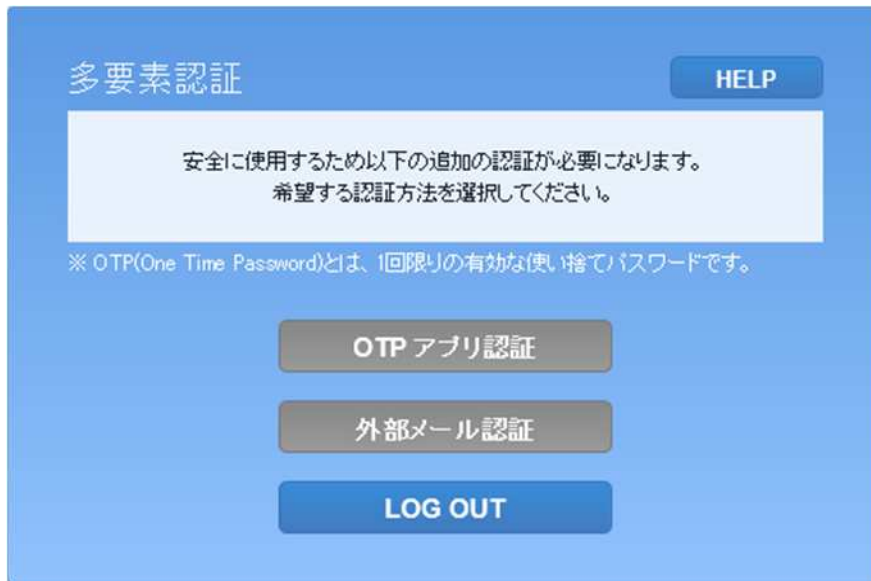 多要素認証
HELP
安全に使用するため以下の追加の認証が必要になります。
希望する認証方法を選択してください。
※ OTP(One Time Password)とは、1回限りの有効な使い捨てパスワードです。
OTP アプリ認証
外部メール認証
LOG OUT